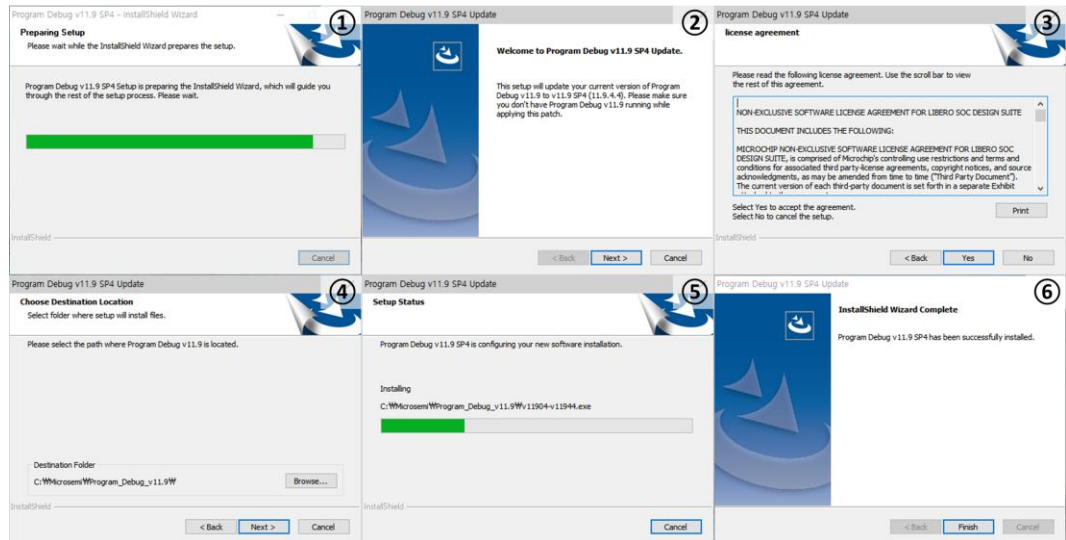 Program Debug v11.9 SP4 - InstallShield Wizard
①
Preparing Setup
Please wait while the InstallShield Wizard prepares the setup.
Program Debug v11.9 SP4 Setup is preparing the InstallShield Wizard, which will guide you
through the rest of the setup process. Please wait.
InstallShield
Cancel
Program Debug v11.9 SP4 Update
②
Welcome to Program Debug v11.9 SP4 Update.
This setup will update your current version of Program
Debug v11.9 to v11.9 SP4 (11.9.4.4). Please make sure
you don't have Program Debug v11.9 running while
applying this patch.
< Back
Next >
Cancel
Program Debug v11.9 SP4 Update
③
license agreement
Please read the following license agreement. Use the scroll bar to view
the rest of this agreement.
NON-EXCLUSIVE SOFTWARE LICENSE AGREEMENT FOR LIBERO SOC DESIGN SUITE
THIS DOCUMENT INCLUDES THE FOLLOWING:
MICROCHIP NON-EXCLUSIVE SOFTWARE LICENSE AGREEMENT FOR LIBERO SOC
DESIGN SUITE, is comprised of Microchip's controlling use restrictions and terms and
conditions for associated third party-license agreements, copyright notices, and source
acknowledgments, as may be amended from time to time ("Third Party Document").
The current version of each third-party document is set forth in a separate Exhibit
Select Yes to accept the agreement.
Select No to cancel the setup.
Print
InstallShield
< Back
Yes
No
Program Debug v11.9 SP4 Update
④
Choose Destination Location
Select folder where setup will install files.
Please select the path where Program Debug v11.9 is located.
Destination Folder
C:₩Microsemi₩Program_Debug_v11.9₩
Browse...
InstallShield
< Back
Next >
Cancel
Program Debug v11.9 SP4 Update
⑤
Setup Status
Program Debug v11.9 SP4 is configuring your new software installation.
Installing
C:₩Microsemi₩Program_Debug_v11.9₩v11904-v11944.exe
InstallShield
Cancel
Program Debug v11.9 SP4 Update
⑥
InstallShield Wizard Complete
Program Debug v11.9 SP4 has been successfully installed.
< Back
Finish
Cancel